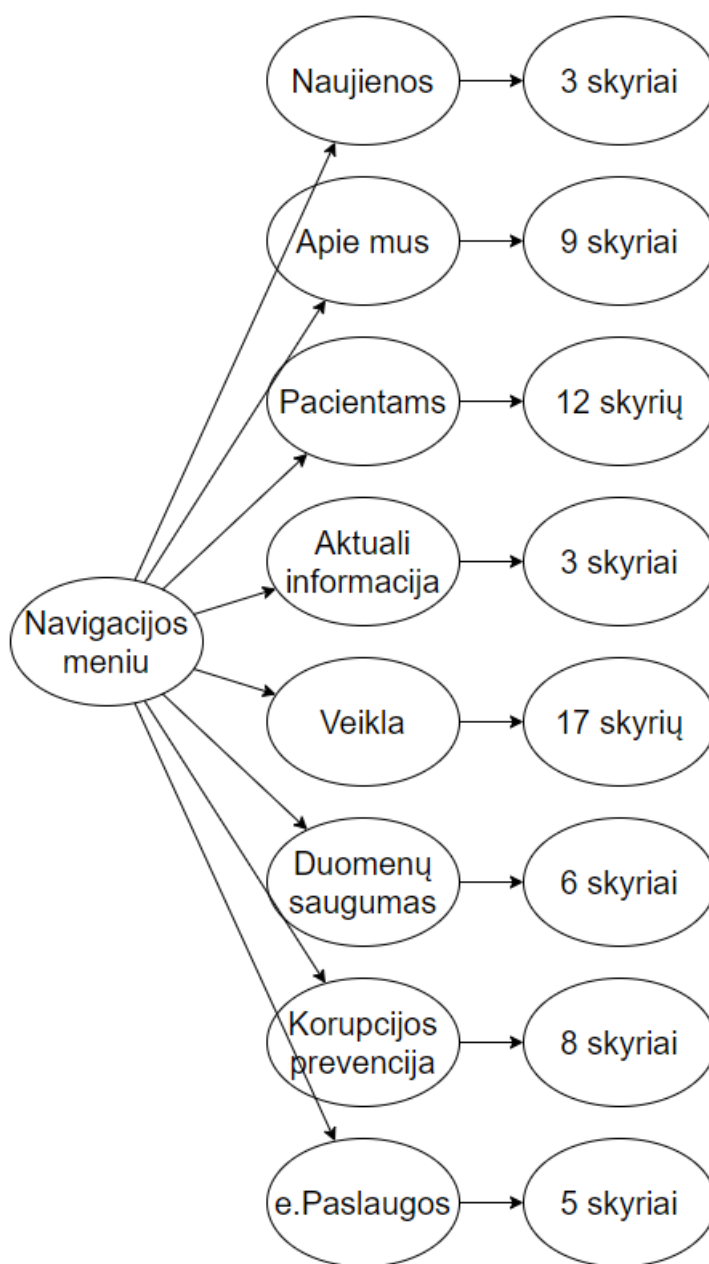 Naujienos
3 skyriai
Apie mus
9 skyriai
Pacientams
12 skyrių
Aktuali
informacija
3 skyriai
Navigacijos
meniu
Veikla
17 skyrių
Duomenų
saugumas
6 skyriai
Korupcijos
prevencija
8 skyriai
e.Paslaugos
5 skyriai